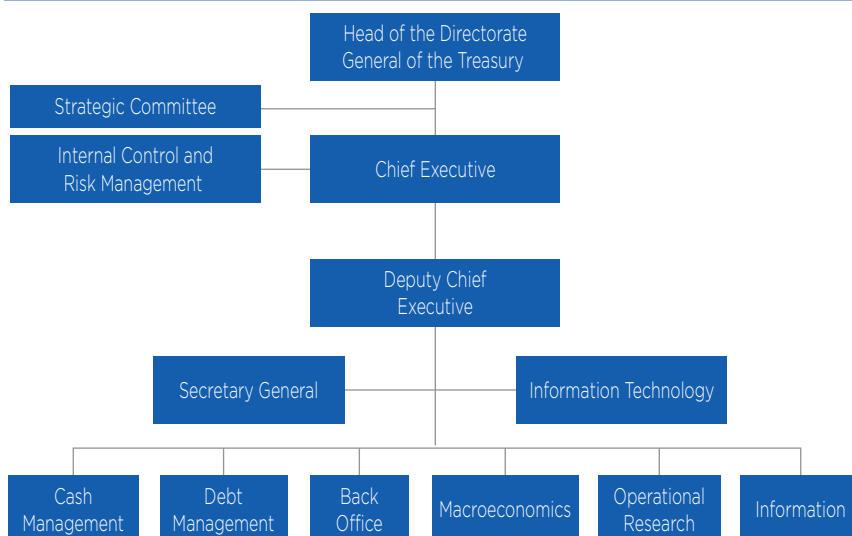 Head of the Directorate
General of the Treasury
Strategic Committee
Internal Control and
Risk Management
Chief Executive
Deputy Chief
Executive
Secretary General
Information Technology
Cash
Management
Debt
Management
Back
Office
Macroeconomics
Operational
Research
Information